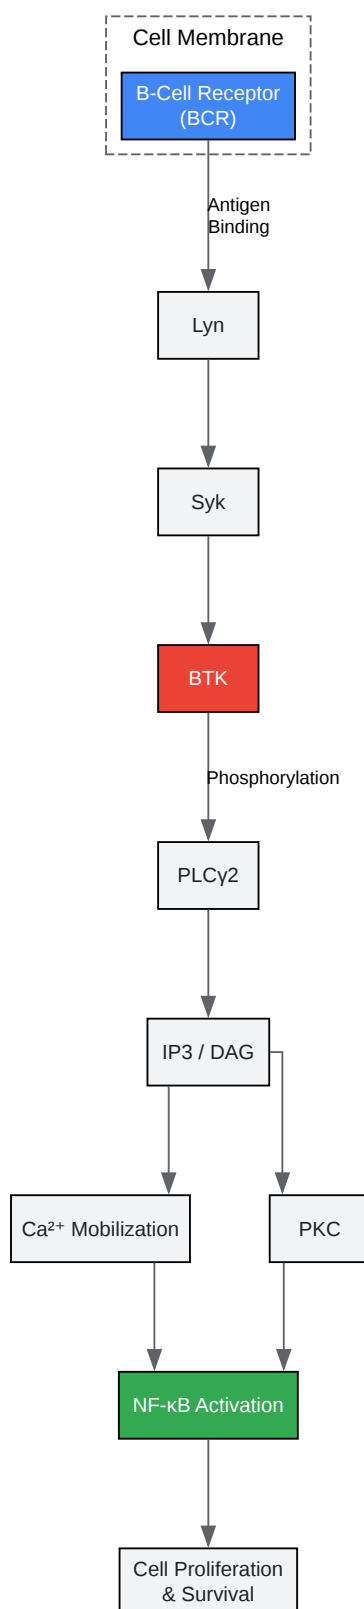 Cell Membrane
B-Cell Receptor
(BCR)
Antigen
Binding
Lyn
Syk
BTK
Phosphorylation
PLCγ2
IP3 / DAG
Ca²⁺ Mobilization
PKC
NF-κB Activation
Cell Proliferation
& Survival